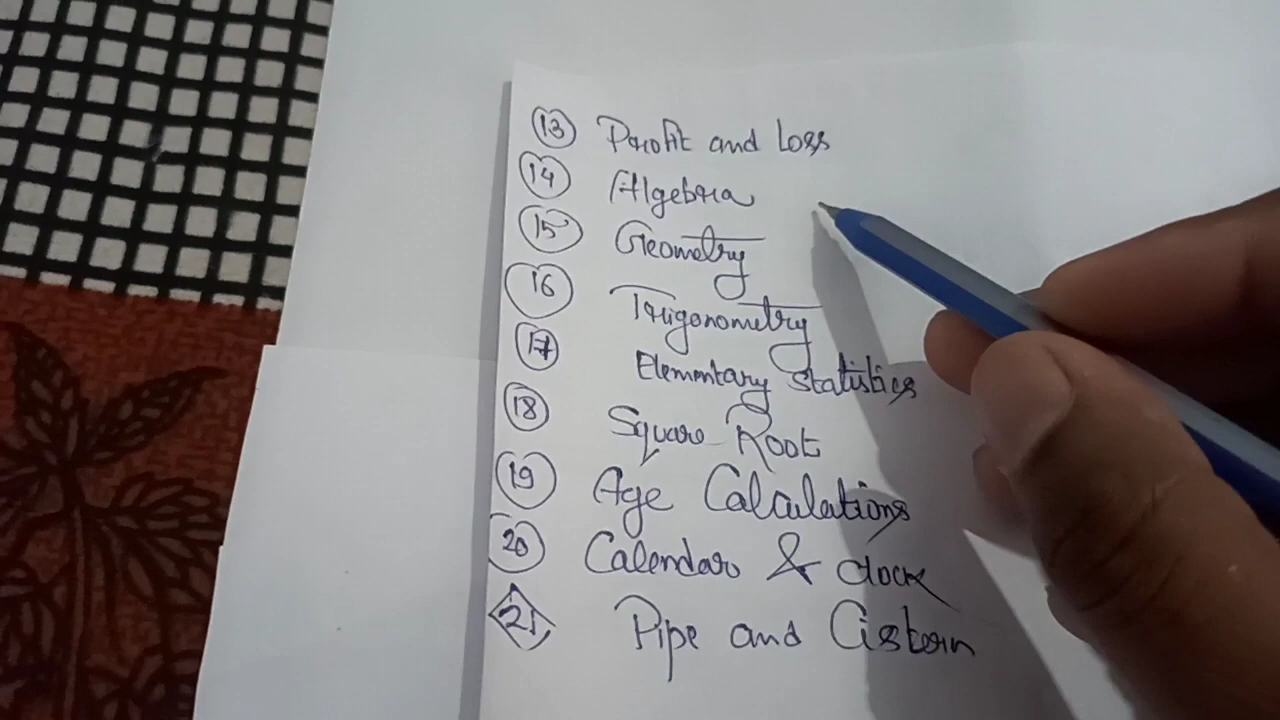 13 Profit and Loss
14 Algebra
15 Geometry
16 Trigonometry
17 Elementary Statistics
18 Square Root
19 Age Calculations
20 Calendar & clock
21 Pipe and Cistern